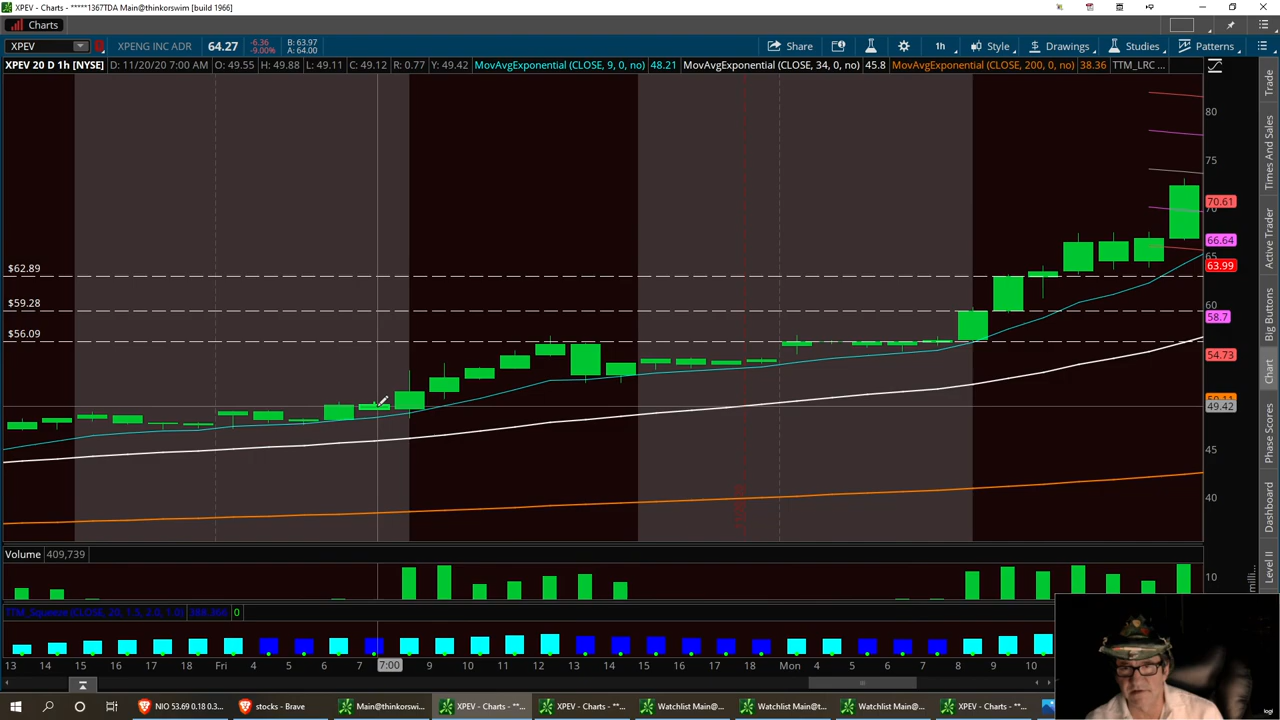 XPEV - Charts - *****1367TDA Main@thinkorswim [build 1966]
Charts
XPEV XPENG INC ADR 64.27 -6.36 -9.00% B: 63.97 A: 64.00 Share 1h Style Drawings Studies Patterns
XPEV 20 D 1h [NYSE] D: 11/20/20 7:00 AM O: 49.55 H: 49.88 L: 49.11 C: 49.12 R: 0.77 Y: 49.42 MovAvgExponential (CLOSE, 9, 0, no) 48.21 MovAvgExponential (CLOSE, 34, 0, no) 45.8 MovAvgExponential (CLOSE, 200, 0, no) 38.36 TTM_LRC ...
80
75
70.61
66.64
65
63.99
60
58.7
54.73
49.42
45
40
$62.89
$59.28
$56.09
Volume 409,739
10
TTM_Squeeze (CLOSE, 20, 1.5, 2.0, 1.0) 0
13 14 15 16 17 18 19 Fri 4 5 6 7 7:00 9 10 11 12 13 14 15 16 17 18 19 Mon 4 5 6 7 8 9 10
Trade
Times And Sales
Active Trader
Big Buttons
Chart
Phase Scores
Dashboard
Level II
NIO 53.69 0.18 0.3...
stocks - Brave
Main@thinkorswi...
XPEV - Charts - **...
XPEV - Charts - **...
Watchlist Main@...
Watchlist Main@t...
Watchlist Main@...
XPEV - Charts - **...
logi